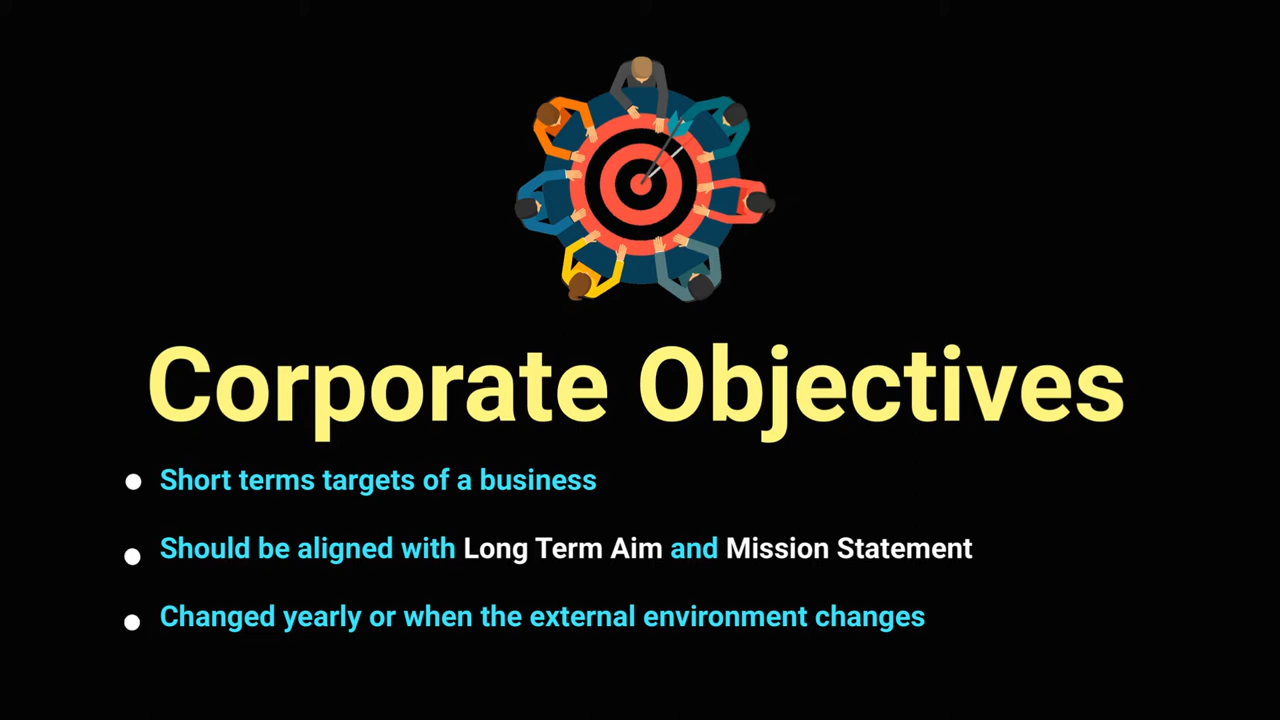 Corporate Objectives
Short terms targets of a business
Should be aligned with Long Term Aim and Mission Statement
Changed yearly or when the external environment changes